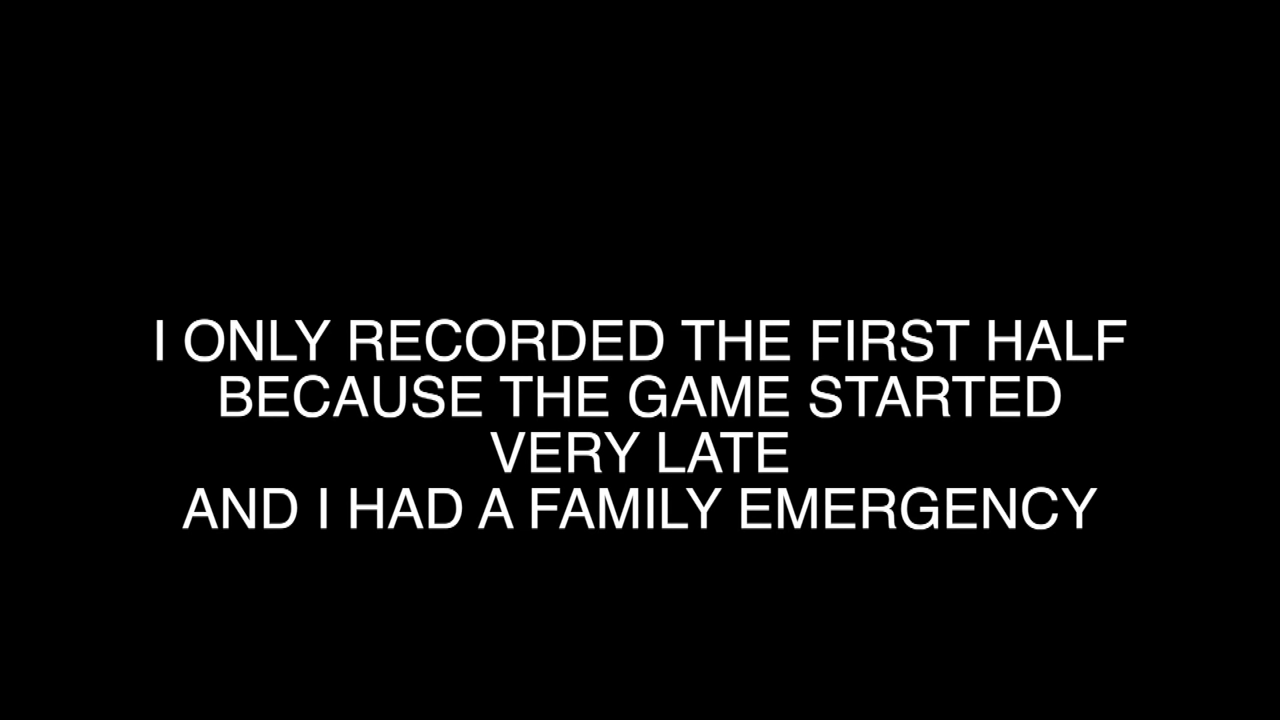 I ONLY RECORDED THE FIRST HALF
BECAUSE THE GAME STARTED
VERY LATE
AND I HAD A FAMILY EMERGENCY